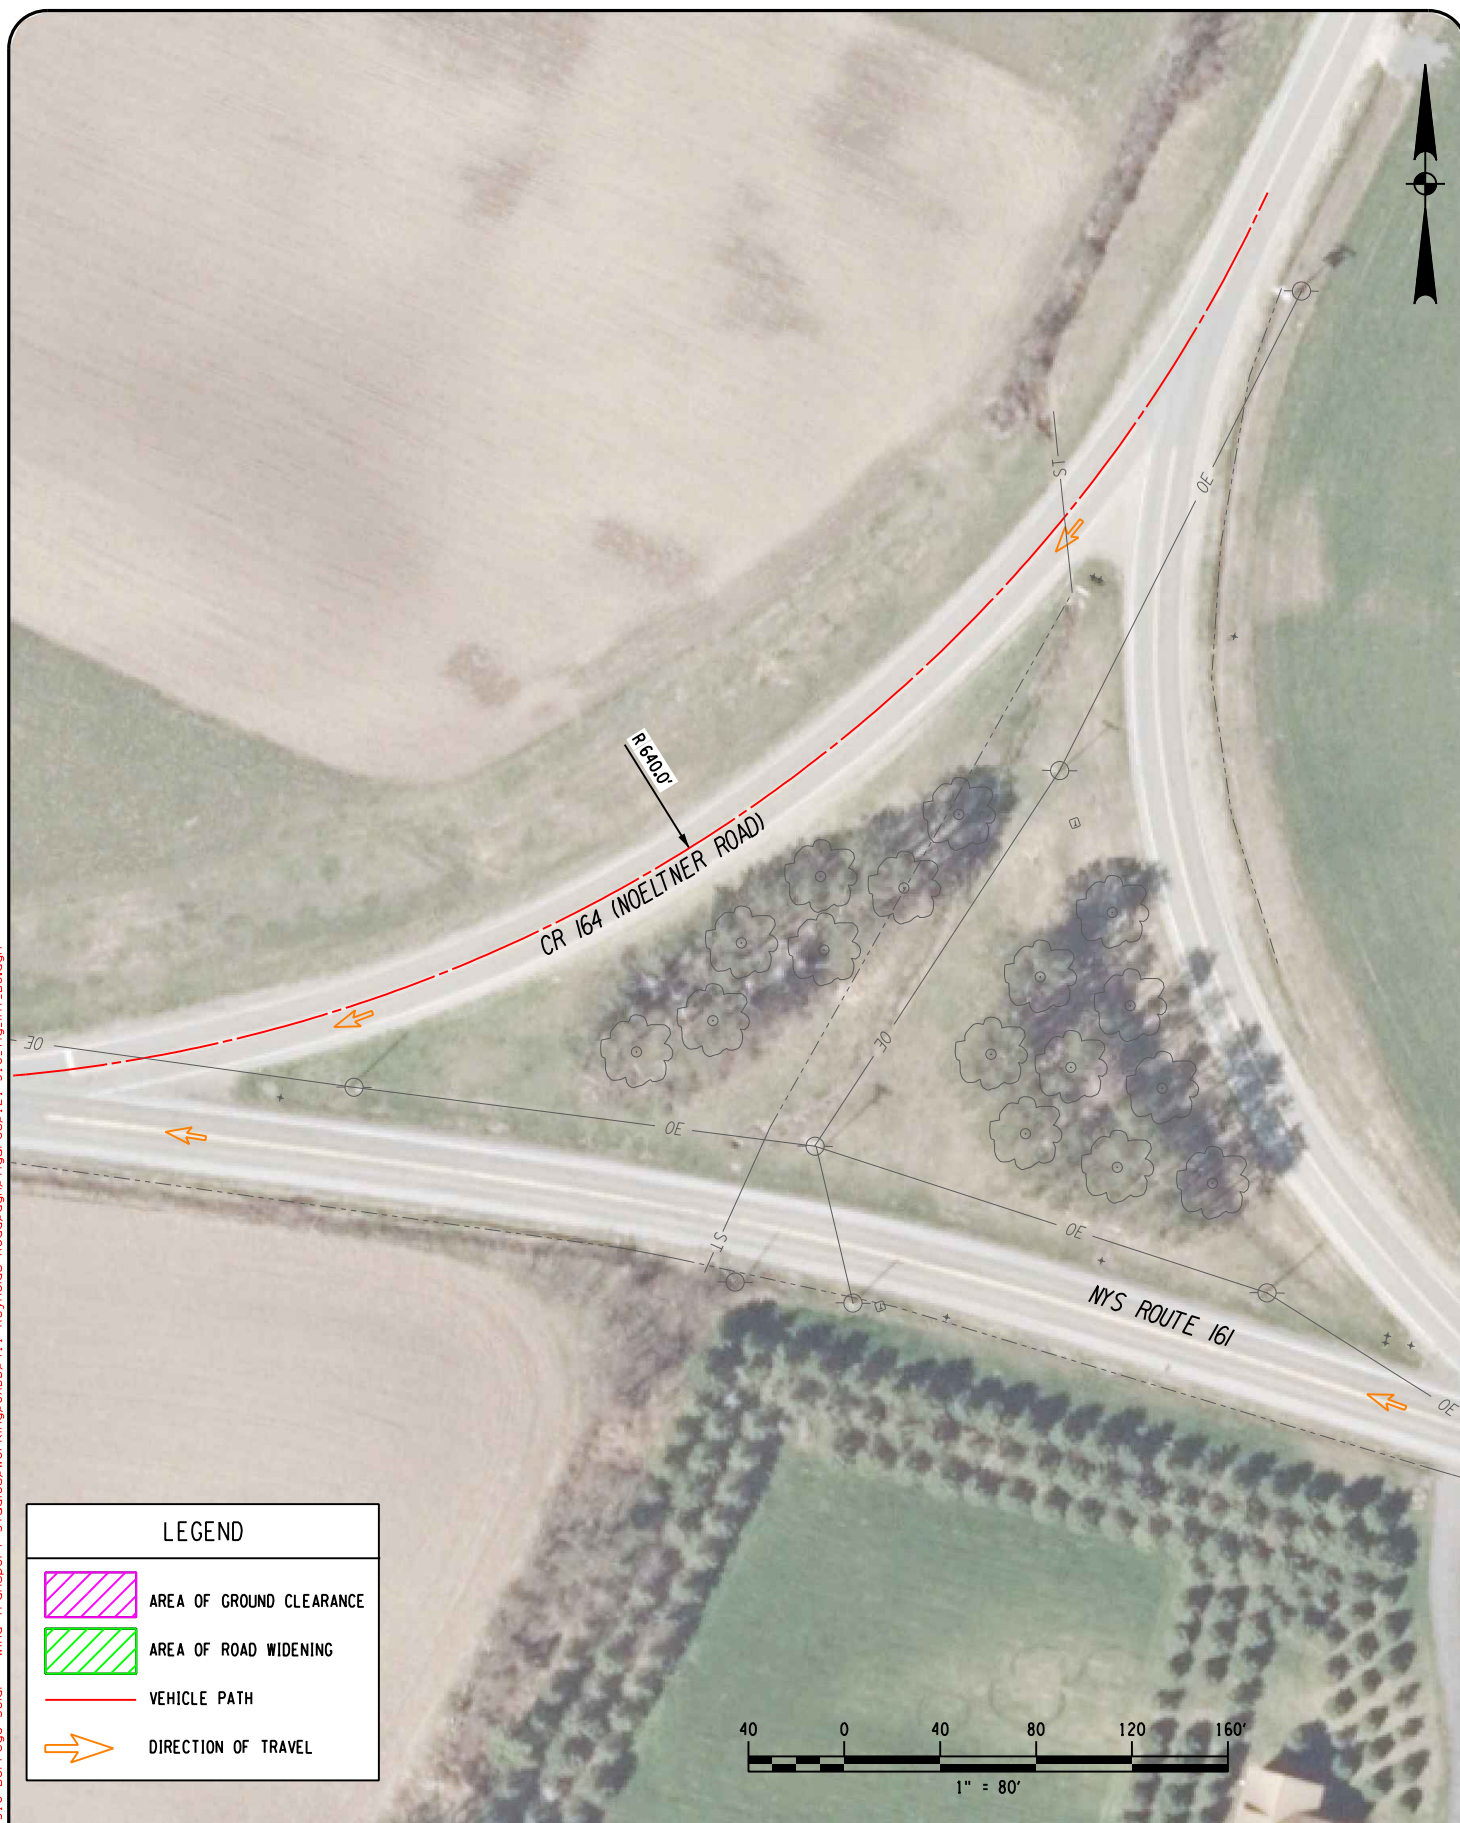 ST
OE
R 640.0'
CR 164 (NOELTNER ROAD)
OE
OE
OE
ST
OE
NYS ROUTE 161
OE
LEGEND
AREA OF GROUND CLEARANCE
AREA OF ROAD WIDENING
VEHICLE PATH
DIRECTION OF TRAVEL
40 0 40 80 120 160'
1" = 80'